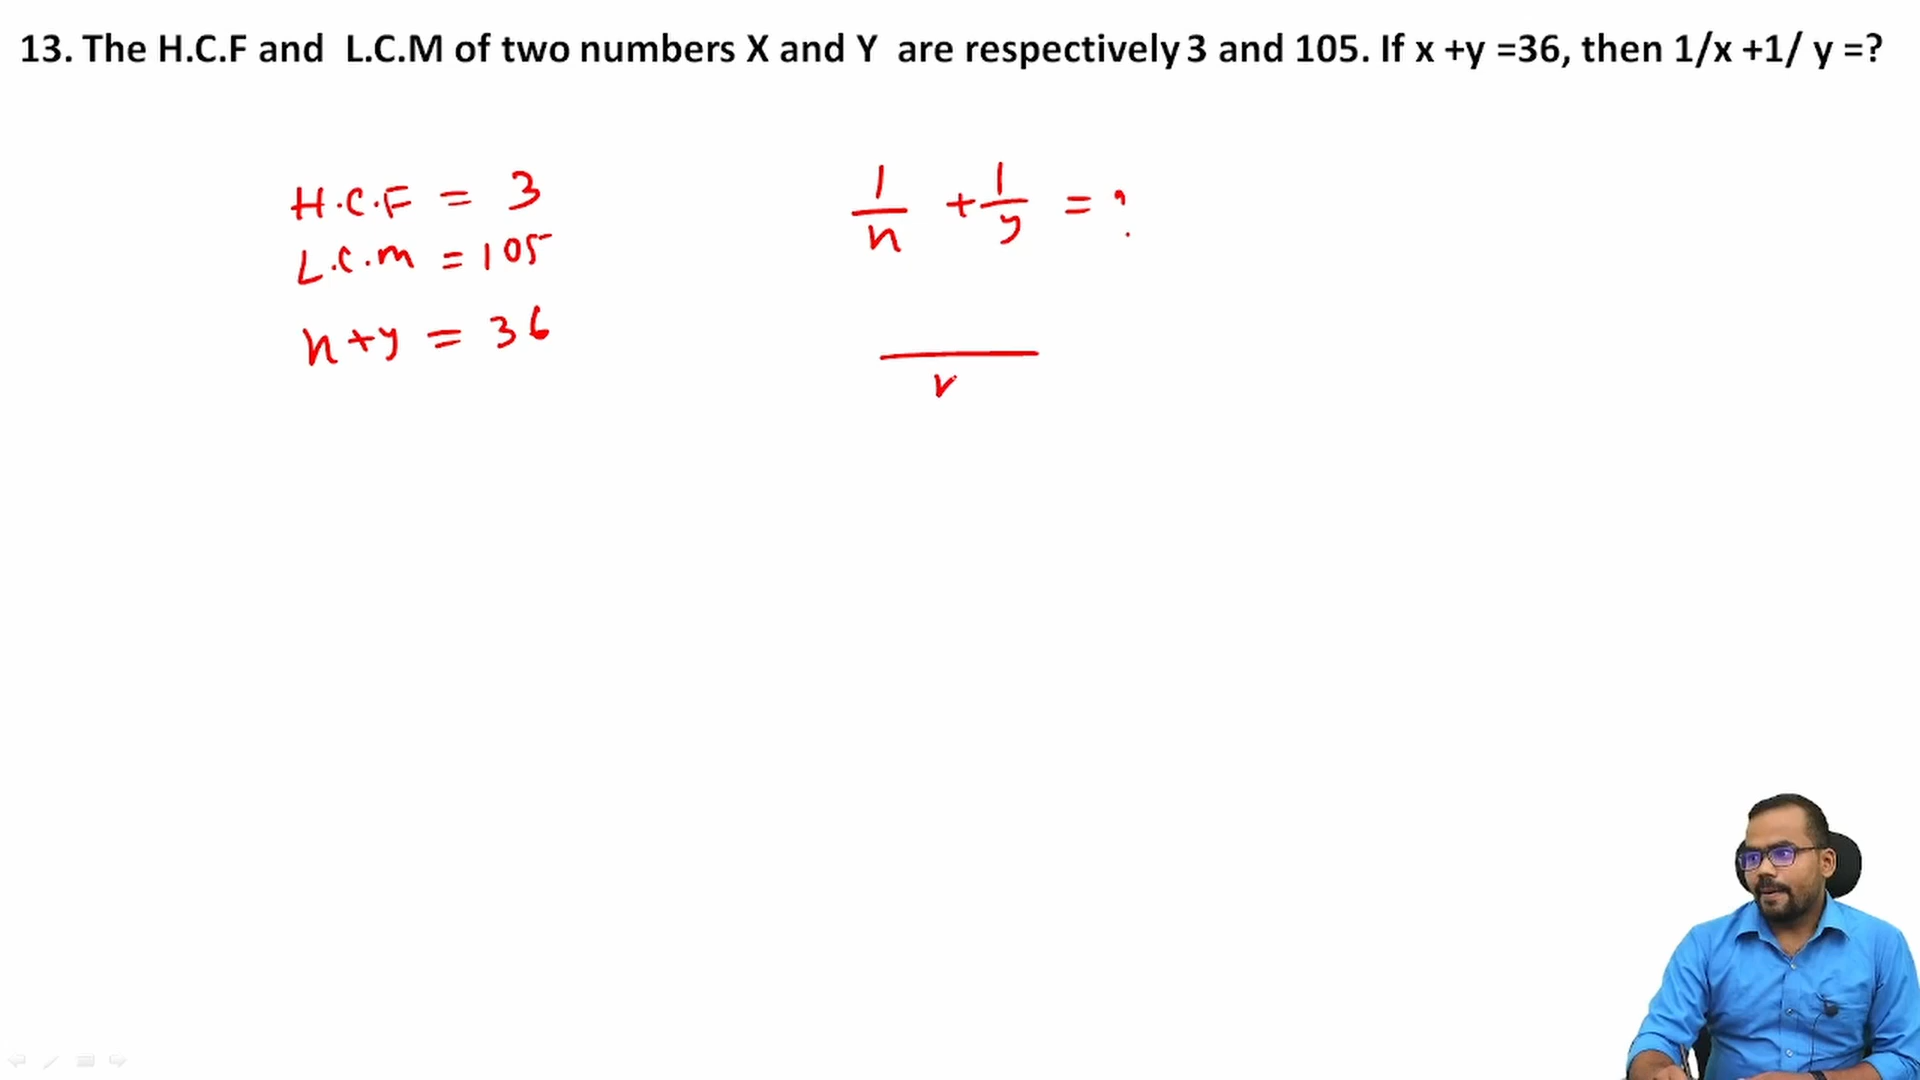 13. The H.C.F and L.C.M of two numbers X and Y are respectively 3 and 105. If x +y =36, then 1/x +1/ y =?
H.C.F = 3
L.C.M = 105
x+y = 36
1/x + 1/y = ?